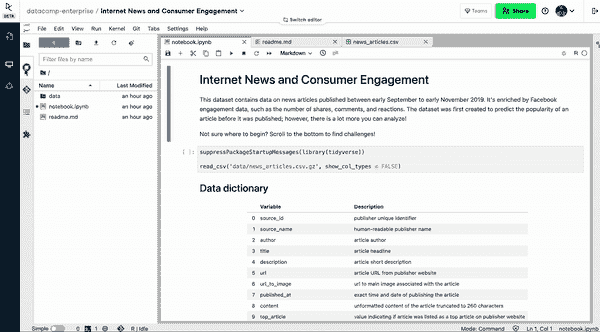 datacamp-enterprise / Internet News and Consumer Engagement
Switch editor
Teams
Share
BETA
File Edit View Run Kernel Git Tabs Settings Help
notebook.ipynb
readme.md
news_articles.csv
Markdown
R
Filter files by name
/
Name Last Modified
data an hour ago
notebook.ipynb an hour ago
readme.md an hour ago
Internet News and Consumer Engagement
This dataset contains data on news articles published between early September to early November 2019. It's enriched by Facebook
engagement data, such as the number of shares, comments, and reactions. The dataset was first created to predict the popularity of an
article before it was published; however, there is a lot more you can analyze!
Not sure where to begin? Scroll to the bottom to find challenges!
[ ]:
suppressPackageStartupMessages(library(tidyverse))
read_csv('data/news_articles.csv.gz', show_col_types = FALSE)
Data dictionary
Variable Description
0 source_id publisher unique identifier
1 source_name human-readable publisher name
2 author article author
3 title article headline
4 description article short description
5 url article URL from publisher website
6 url_to_image url to main image associated with the article
7 published_at exact time and date of publishing the article
8 content unformatted content of the article truncated to 260 characters
9 top_article value indicating if article was listed as a top article on publisher website
Simple 0 1 R | Idle Mode: Command Ln 1, Col 1 notebook.ipynb